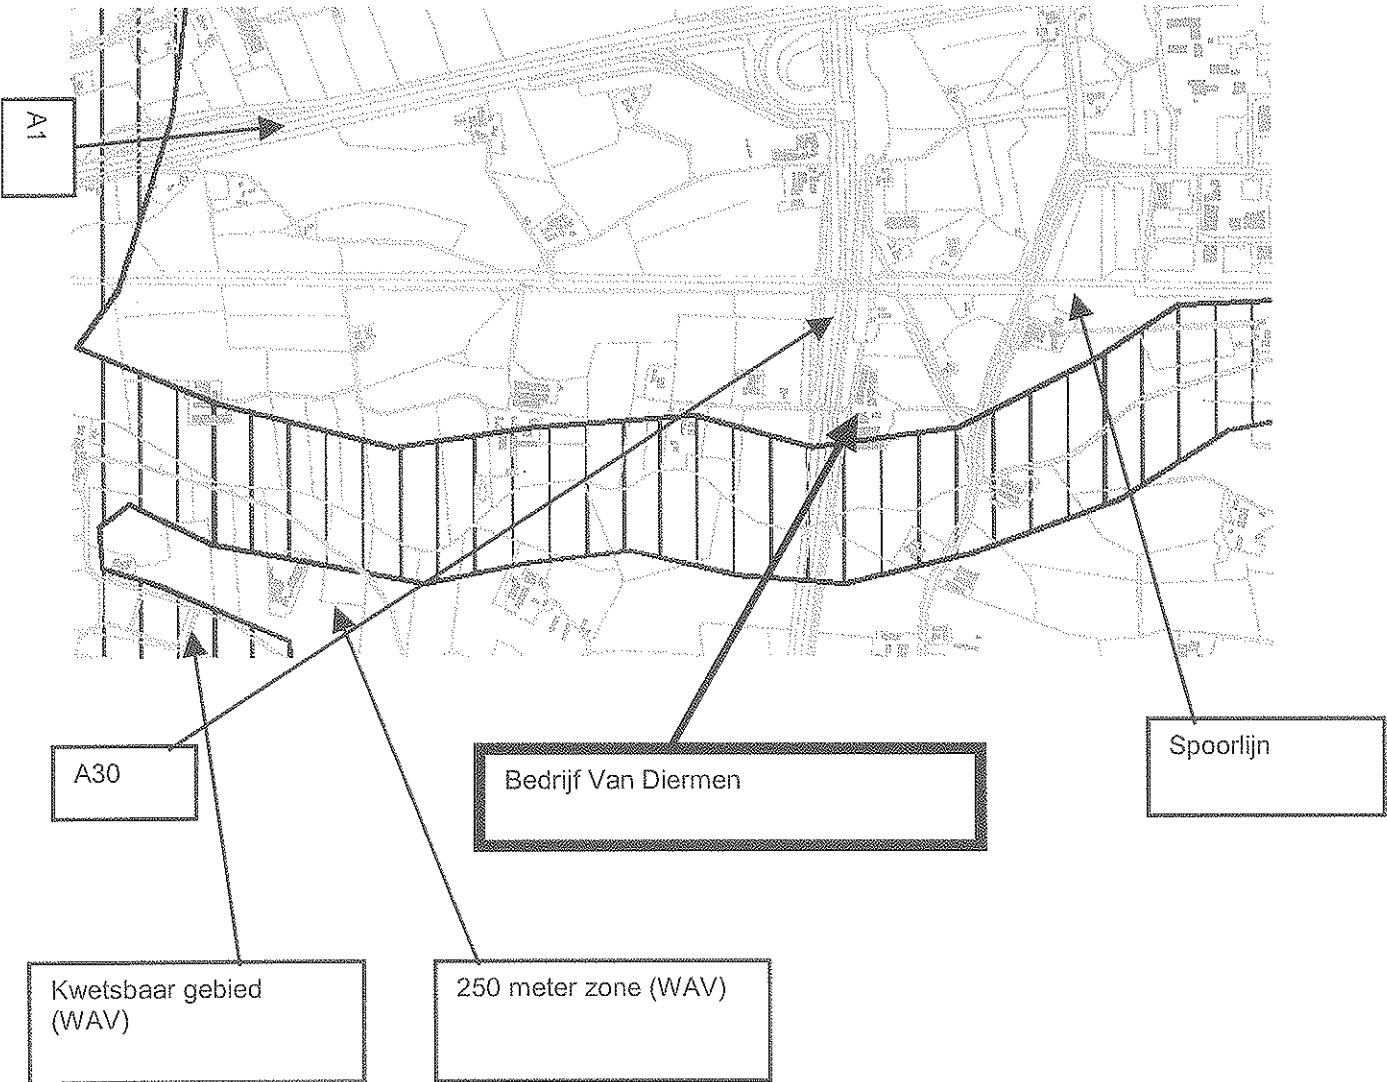 A1
A30
Bedrijf Van Diermen
Spoorlijn
Kwetsbaar gebied
(WAV)
250 meter zone (WAV)